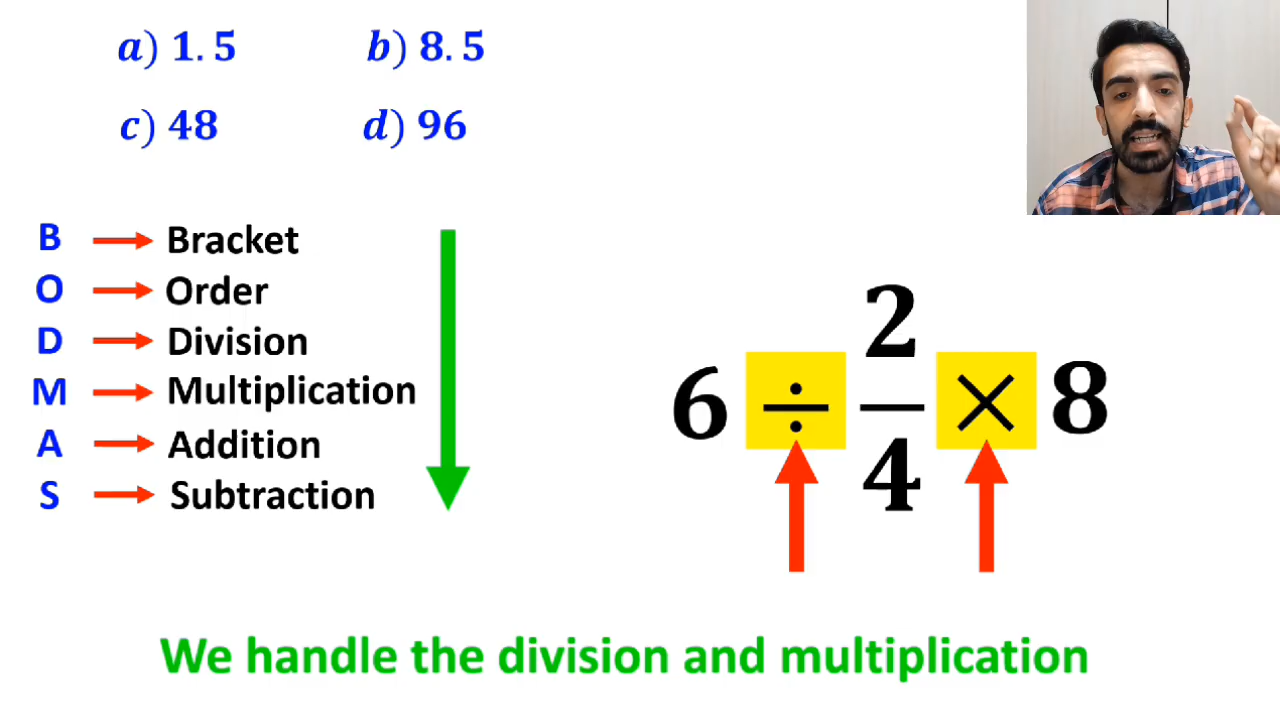 a) 1.5 b) 8.5
c) 48 d) 96
B → Bracket
O → Order
D → Division
M → Multiplication
A → Addition
S → Subtraction
6 ÷ 2/4 × 8
We handle the division and multiplication